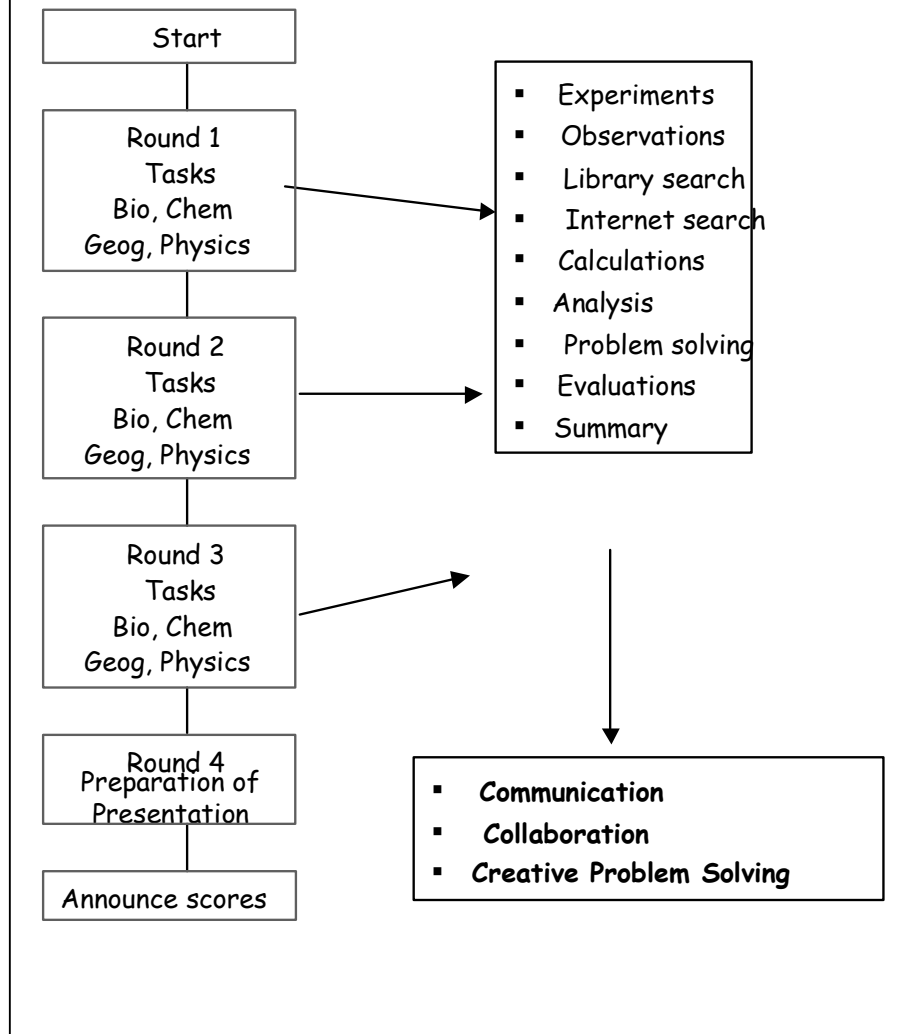 Start
Round 1
Tasks
Bio, Chem
Geog, Physics
Round 2
Tasks
Bio, Chem
Geog, Physics
Round 3
Tasks
Bio, Chem
Geog, Physics
Round 4
Preparation of
Presentation
Announce scores
▪ Experiments
▪ Observations
▪ Library search
▪ Internet search
▪ Calculations
▪ Analysis
▪ Problem solving
▪ Evaluations
▪ Summary
▪ Communication
▪ Collaboration
▪ Creative Problem Solving